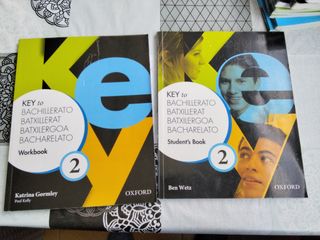 Key
KEY to
BACHILLERATO
BATXILLERAT
BATXILERGOA
BACHARELATO
Workbook
2
Katrina Gormley
Paul Kelly
OXFORD
Key
KEY to
BACHILLERATO
BATXILLERAT
BATXILERGOA
BACHARELATO
Student's Book
2
Ben Wetz
OXFORD